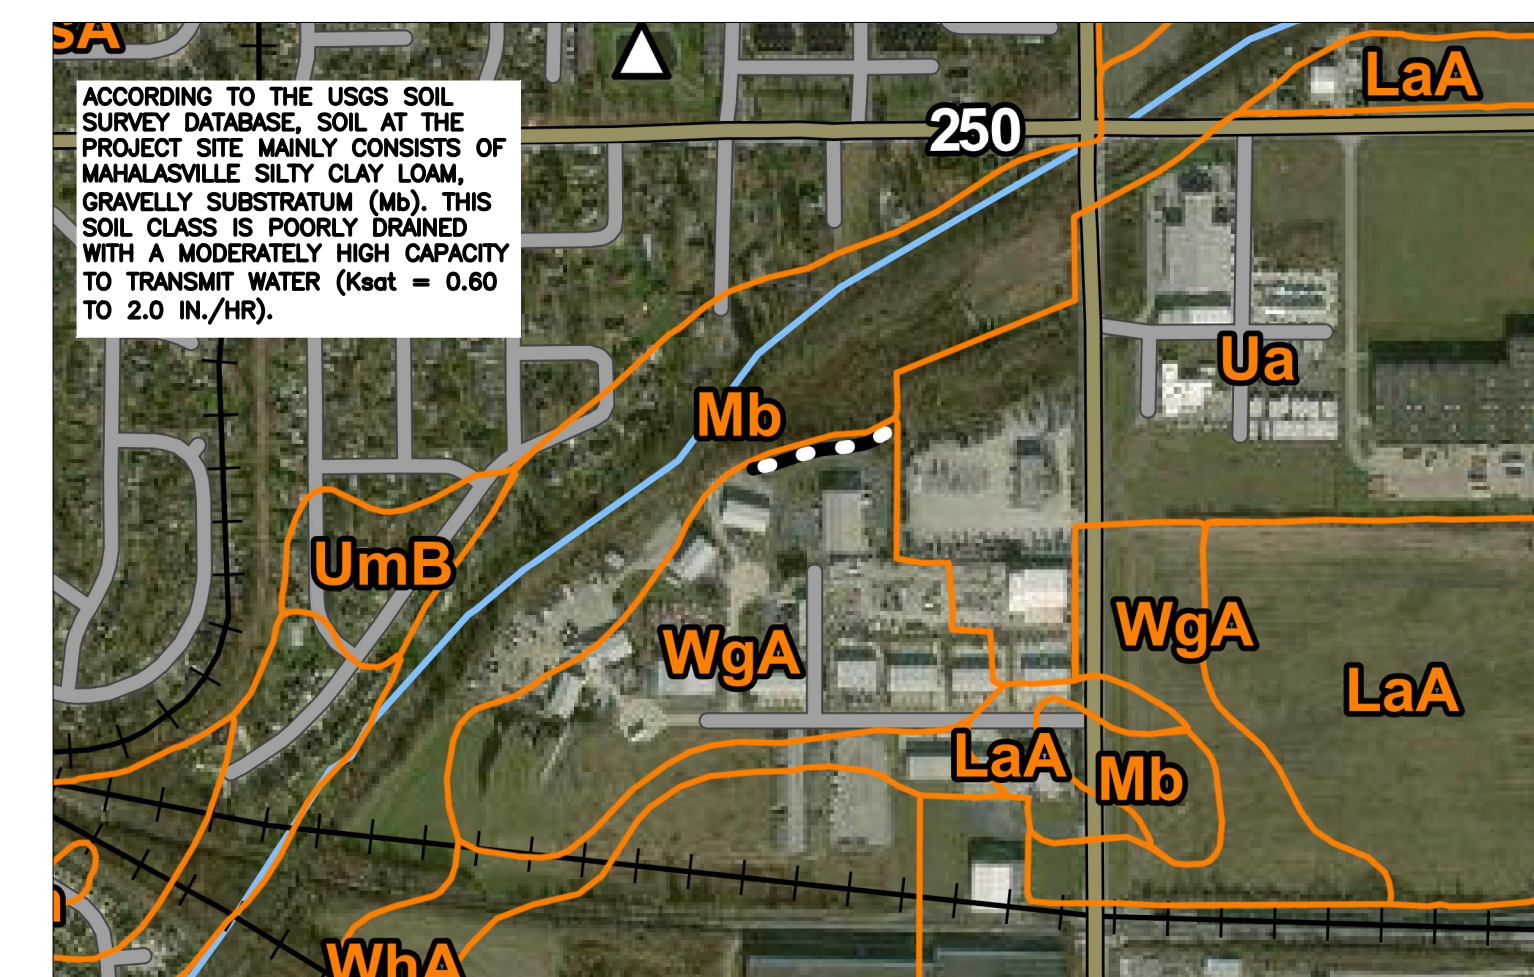 ACCORDING TO THE USGS SOIL
SURVEY DATABASE, SOIL AT THE
PROJECT SITE MAINLY CONSISTS OF
MAHALASVILLE SILTY CLAY LOAM,
GRAVELLY SUBSTRATUM (Mb). THIS
SOIL CLASS IS POORLY DRAINED
WITH A MODERATELY HIGH CAPACITY
TO TRANSMIT WATER (Ksat = 0.60
TO 2.0 IN./HR).
LaA
250
Ua
Mb
UmB
WgA
WgA
LaA
LaA
Mb
WhA